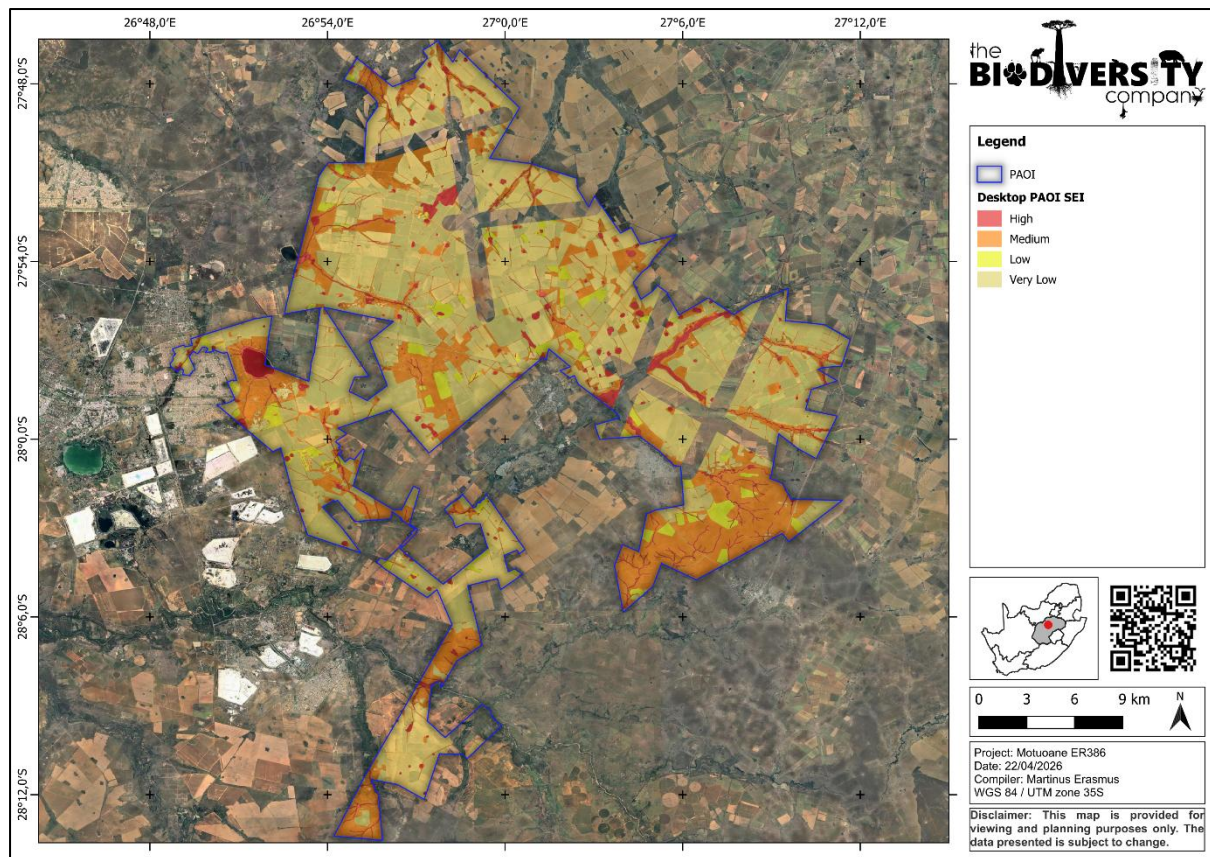 26°48,0'E 26°54,0'E 27°0,0'E 27°6,0'E 27°12,0'E
27°48,0'S
27°54,0'S
28°0,0'S
28°6,0'S
28°12,0'S
the
BIODIVERSITY
company
Legend
PAOI
Desktop PAOI SEI
High
Medium
Low
Very Low
0 3 6 9 km
N
Project: Motuoane ER386
Date: 22/04/2026
Compiler: Martinus Erasmus
WGS 84 / UTM zone 35S
Disclaimer: This map is provided for
viewing and planning purposes only. The
data presented is subject to change.